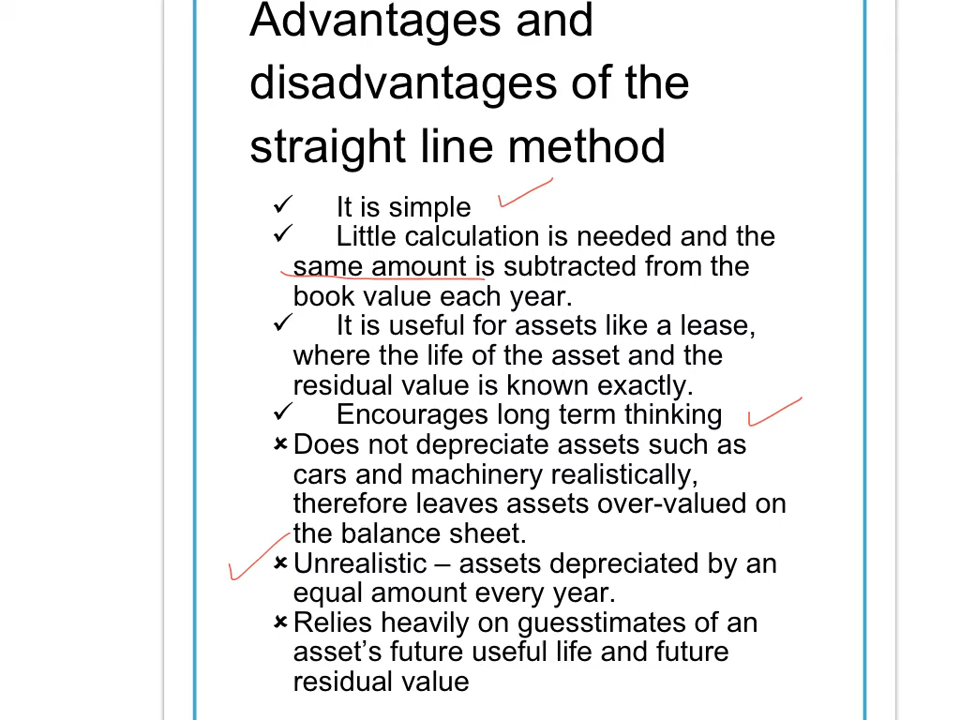 Advantages and
disadvantages of the
straight line method
✓ It is simple
✓ Little calculation is needed and the
same amount is subtracted from the
book value each year.
✓ It is useful for assets like a lease,
where the life of the asset and the
residual value is known exactly.
✓ Encourages long term thinking
× Does not depreciate assets such as
cars and machinery realistically,
therefore leaves assets over-valued on
the balance sheet.
× Unrealistic – assets depreciated by an
equal amount every year.
× Relies heavily on guesstimates of an
asset’s future useful life and future
residual value